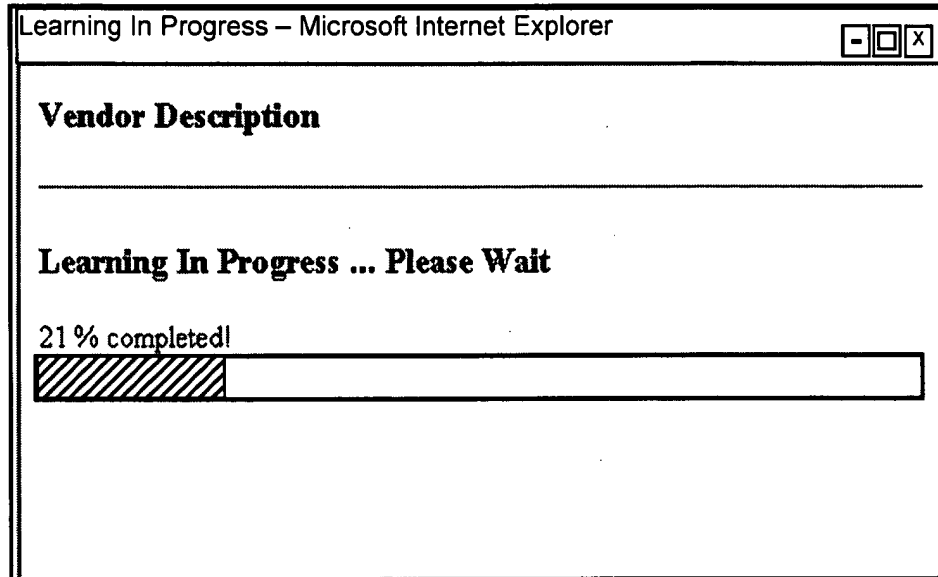 Learning In Progress – Microsoft Internet Explorer
- X
Vendor Description
Learning In Progress ... Please Wait
21% completed!